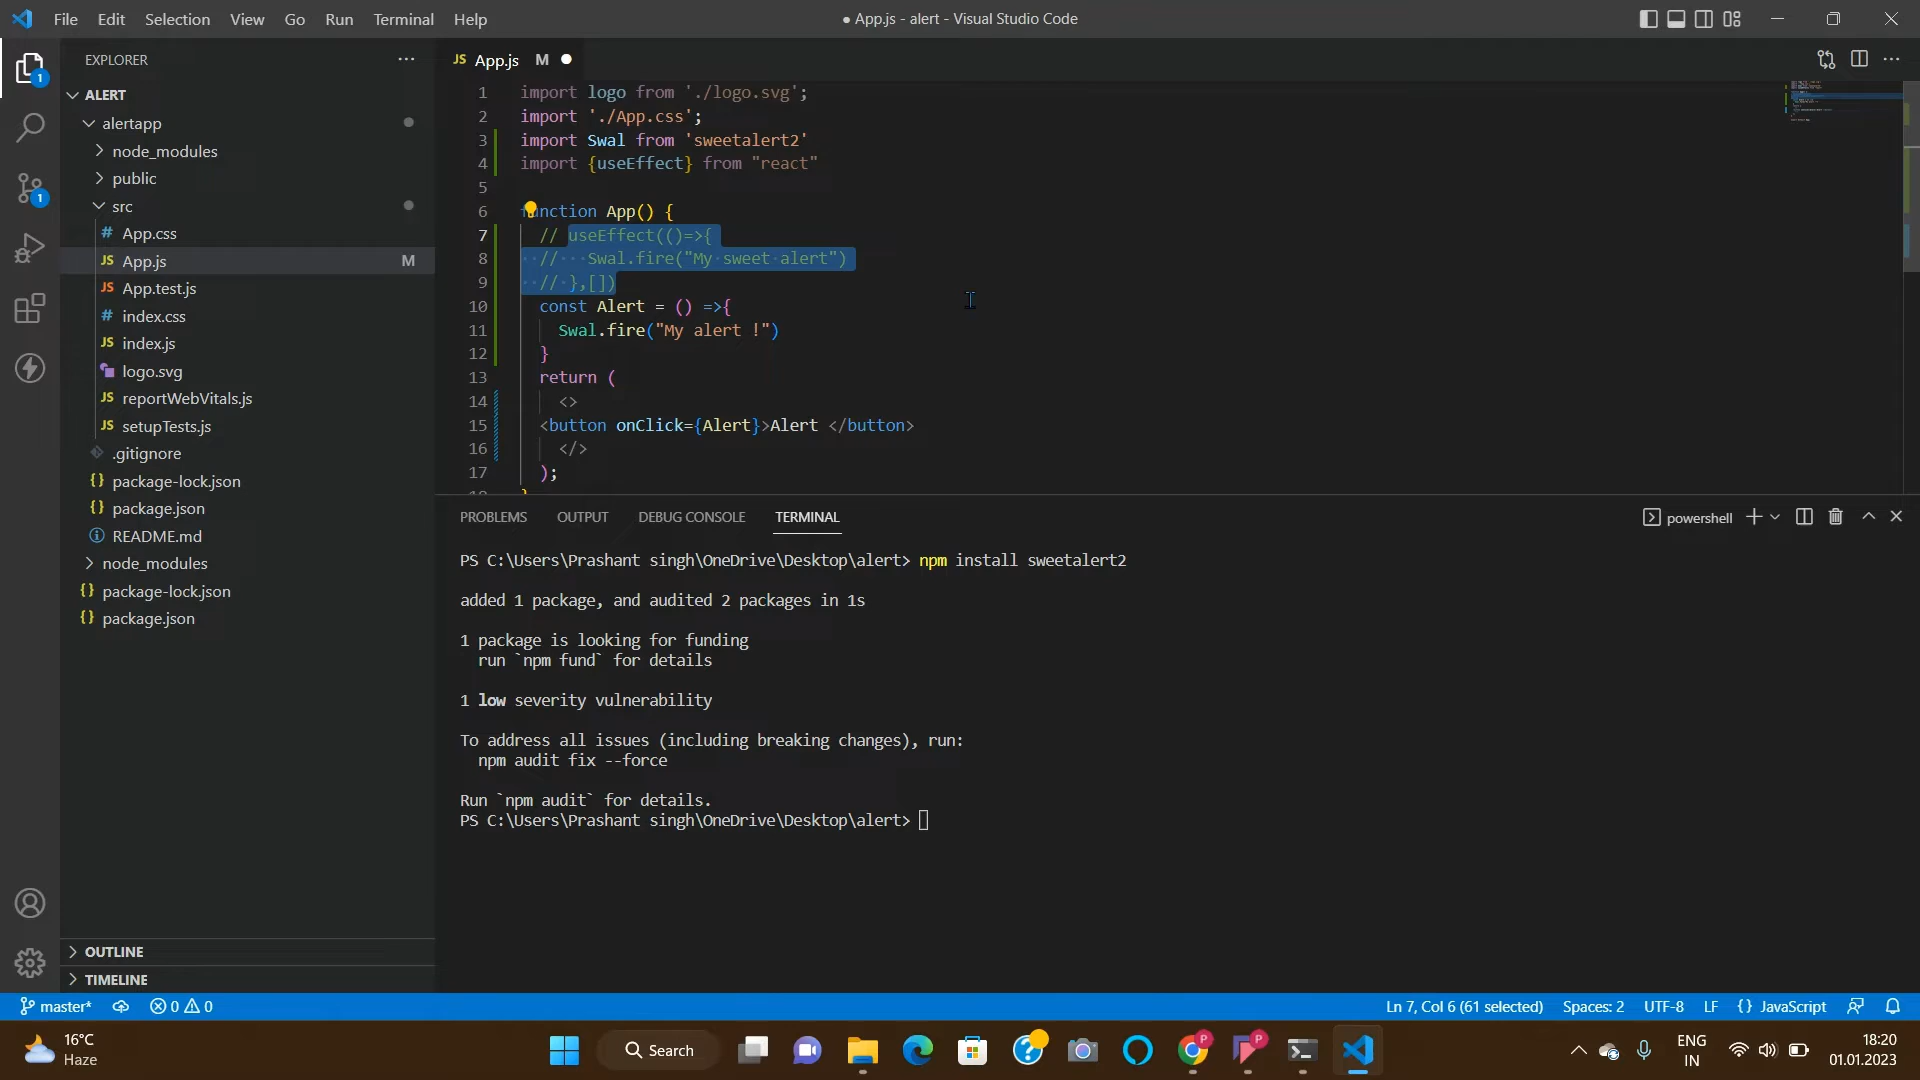 File Edit Selection View Go Run Terminal Help
● App.js - alert - Visual Studio Code
EXPLORER
ALERT
alertapp
node_modules
public
src
# App.css
JS App.js M
JS App.test.js
# index.css
JS index.js
logo.svg
JS reportWebVitals.js
JS setupTests.js
.gitignore
{} package-lock.json
{} package.json
README.md
node_modules
{} package-lock.json
{} package.json
OUTLINE
TIMELINE
1
1
JS App.js M ●
1 import logo from './logo.svg';
2 import './App.css';
3 import Swal from 'sweetalert2'
4 import {useEffect} from "react"
5
6 function App() {
7 // useEffect(()=>{
8 // Swal.fire("My sweet alert")
9 // },[])
10 const Alert = () =>{
11 Swal.fire("My alert !")
12 }
13 return (
14 <>
15 <button onClick={Alert}>Alert </button>
16 </>
17 );
18 }
PROBLEMS OUTPUT DEBUG CONSOLE TERMINAL
powershell
PS C:\Users\Prashant singh\OneDrive\Desktop\alert> npm install sweetalert2
added 1 package, and audited 2 packages in 1s
1 package is looking for funding
run `npm fund` for details
1 low severity vulnerability
To address all issues (including breaking changes), run:
npm audit fix --force
Run `npm audit` for details.
PS C:\Users\Prashant singh\OneDrive\Desktop\alert>
master* 0 0
Ln 7, Col 6 (61 selected) Spaces: 2 UTF-8 LF {} JavaScript
16°C
Haze
Search
P
P
ENG
IN
18:20
01.01.2023